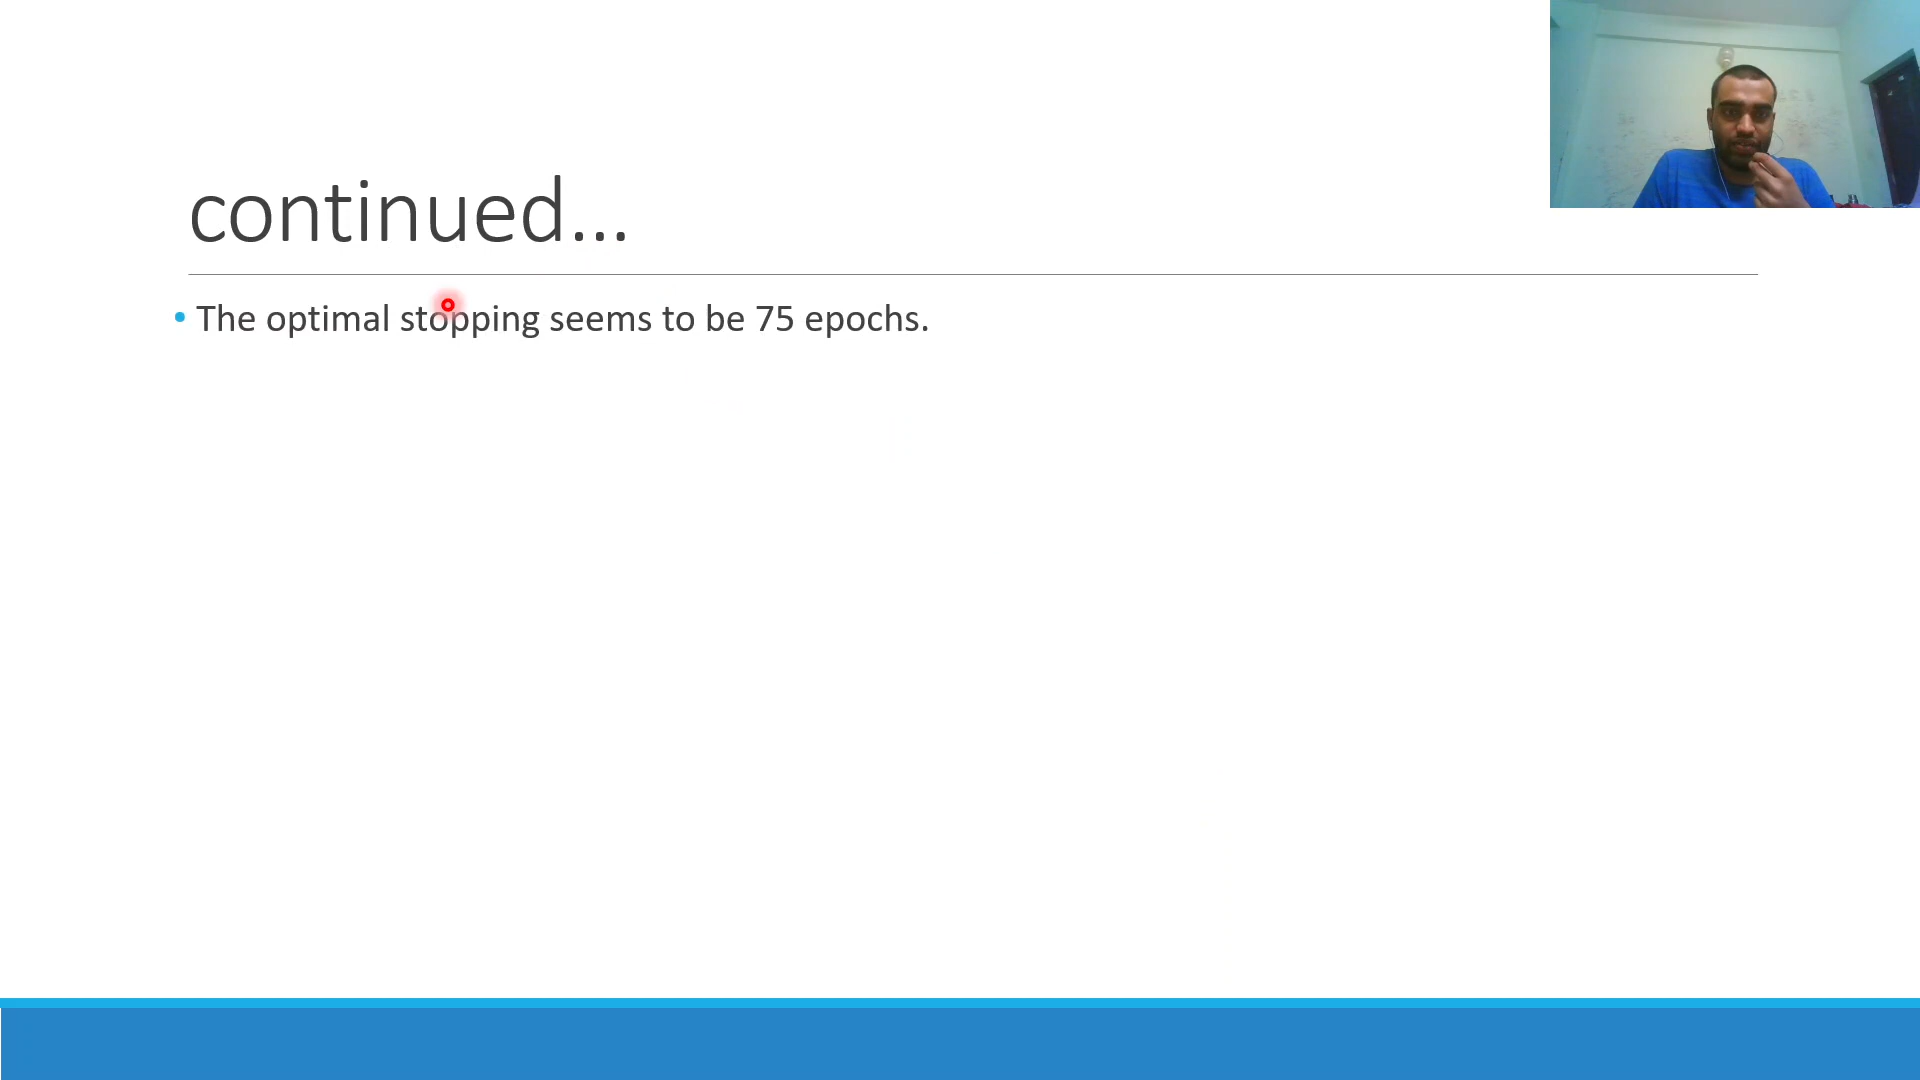 continued...
• The optimal stopping seems to be 75 epochs.